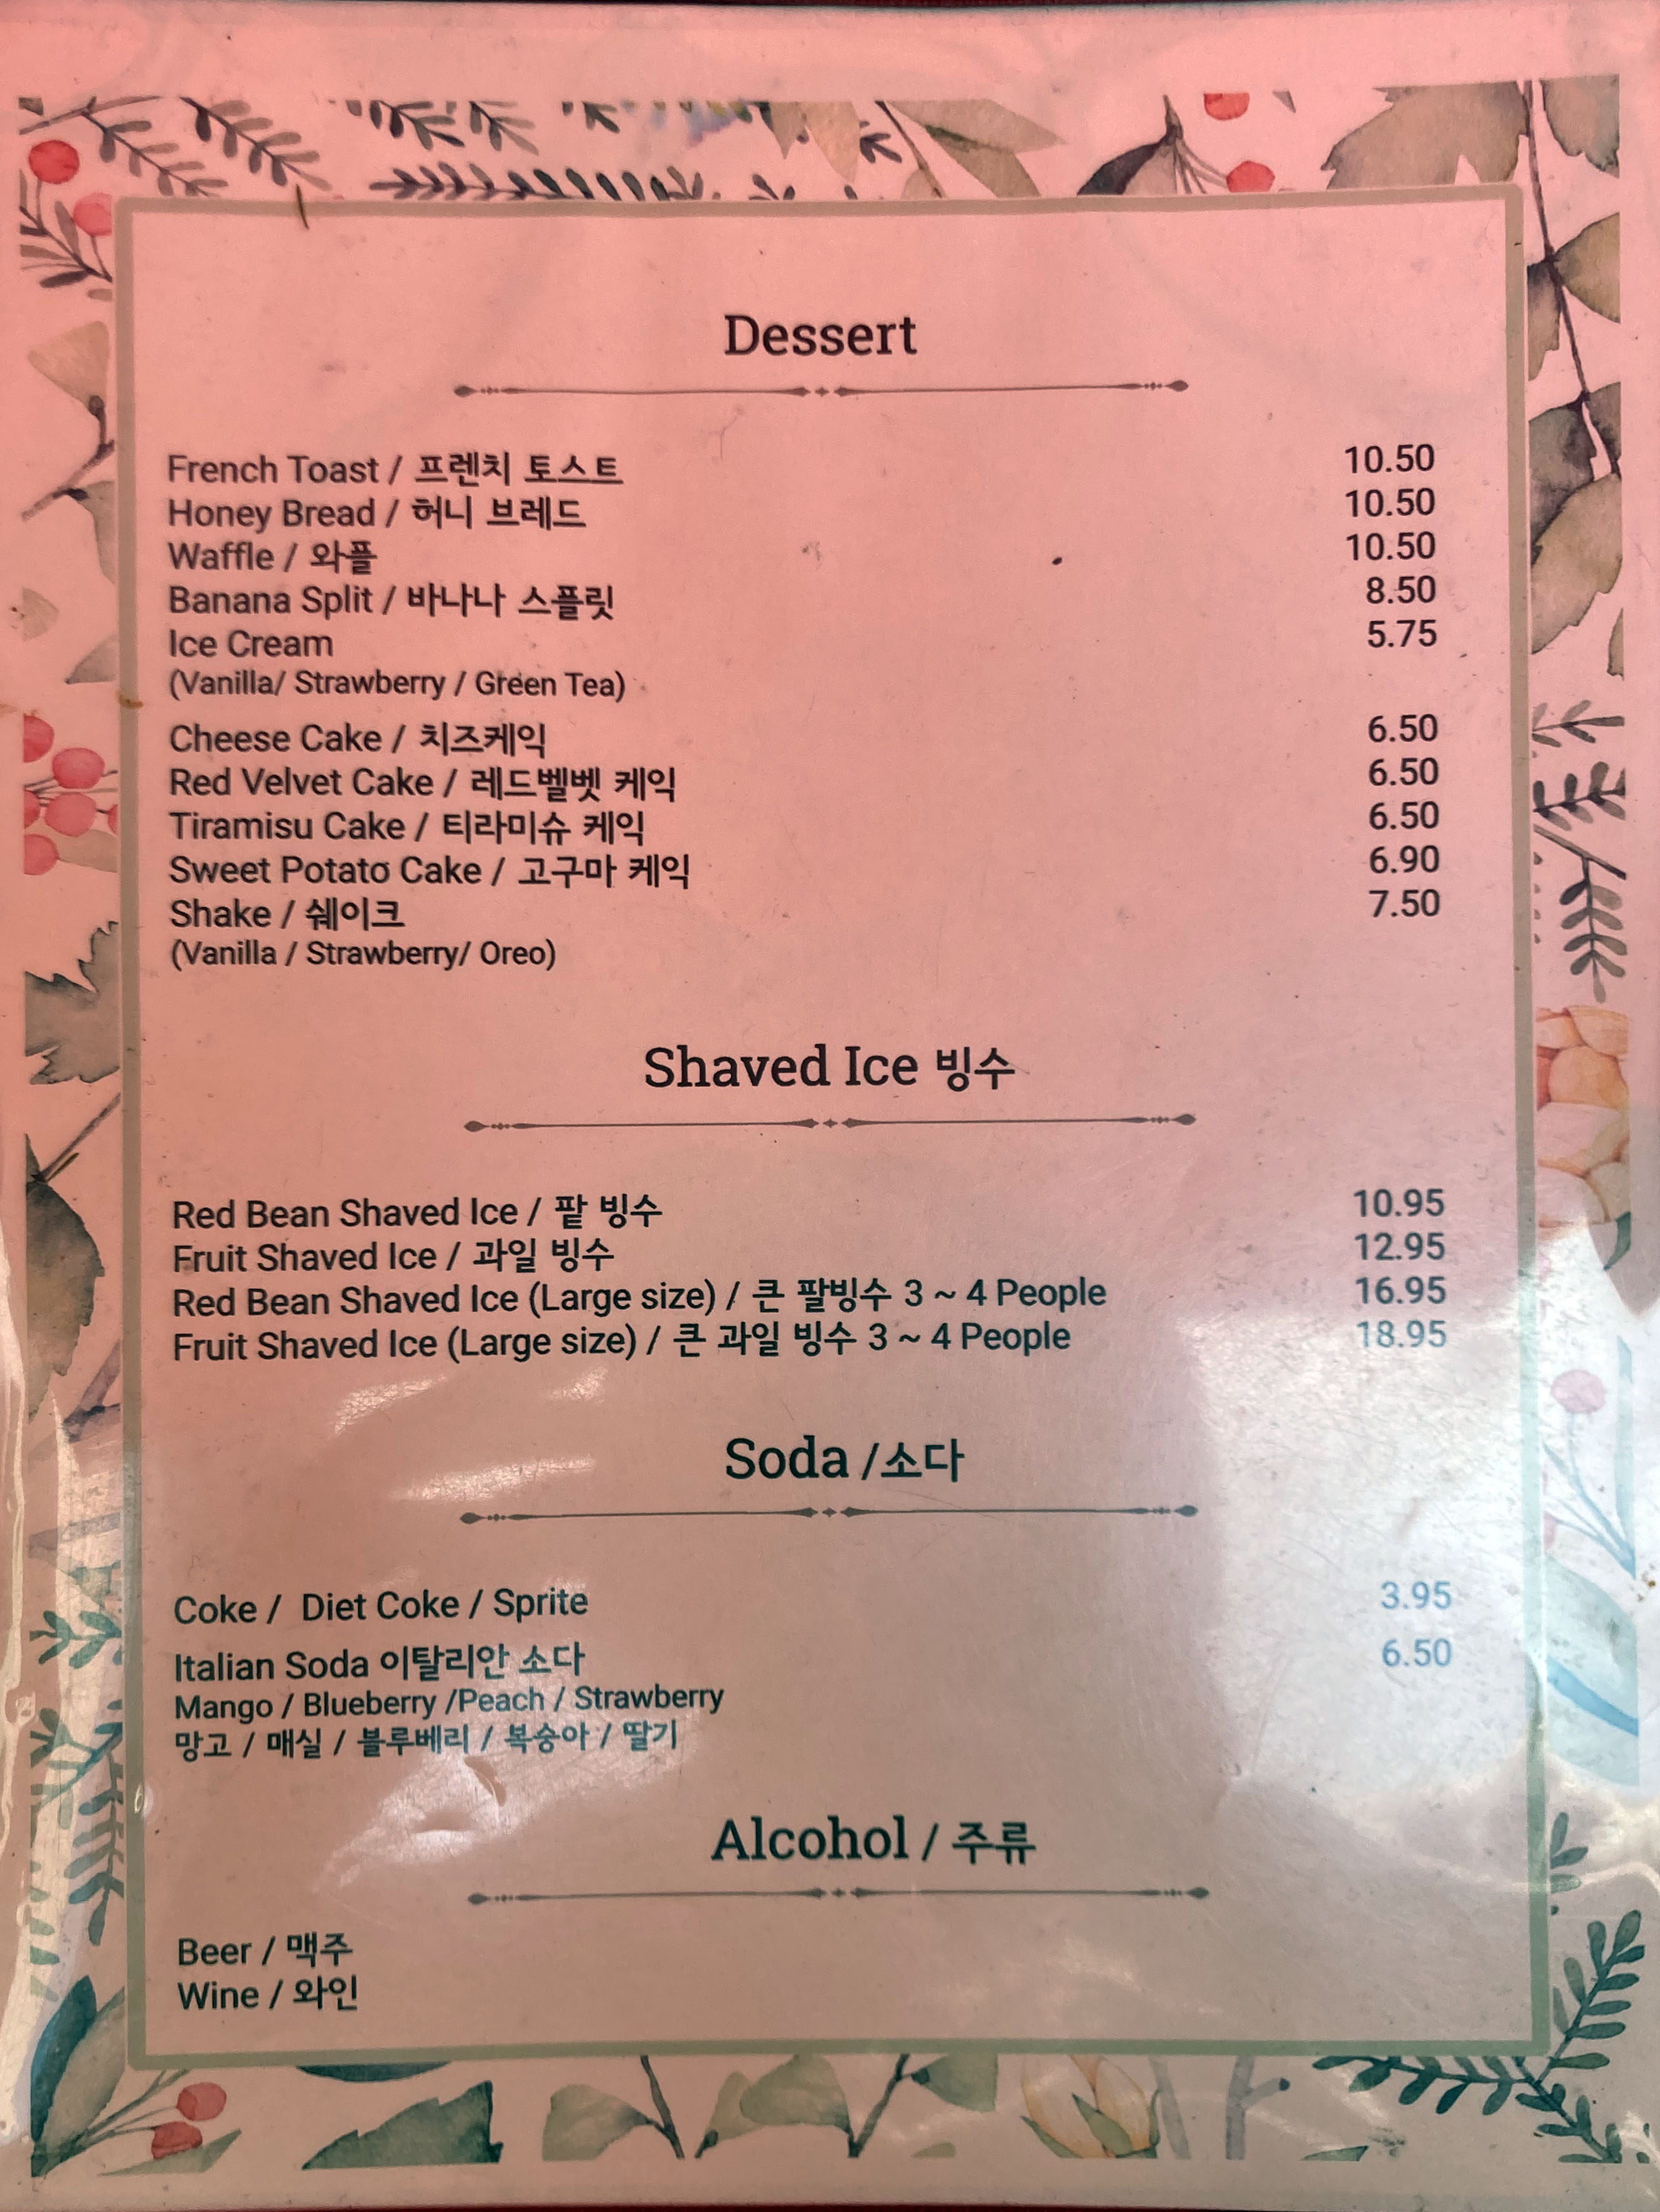 Dessert
French Toast / 프렌치 토스트 10.50
Honey Bread / 허니 브레드 10.50
Waffle / 와플 10.50
Banana Split / 바나나 스플릿 8.50
Ice Cream 5.75
(Vanilla/ Strawberry / Green Tea)
Cheese Cake / 치즈케익 6.50
Red Velvet Cake / 레드벨벳 케익 6.50
Tiramisu Cake / 티라미슈 케익 6.50
Sweet Potato Cake / 고구마 케익 6.90
Shake / 쉐이크 7.50
(Vanilla / Strawberry/ Oreo)
Shaved Ice 빙수
Red Bean Shaved Ice / 팥 빙수 10.95
Fruit Shaved Ice / 과일 빙수 12.95
Red Bean Shaved Ice (Large size) / 큰 팔빙수 3 ~ 4 People 16.95
Fruit Shaved Ice (Large size) / 큰 과일 빙수 3 ~ 4 People 18.95
Soda /소다
Coke / Diet Coke / Sprite 3.95
Italian Soda 이탈리안 소다 6.50
Mango / Blueberry /Peach / Strawberry
망고 / 매실 / 블루베리 / 복숭아 / 딸기
Alcohol / 주류
Beer / 맥주
Wine / 와인